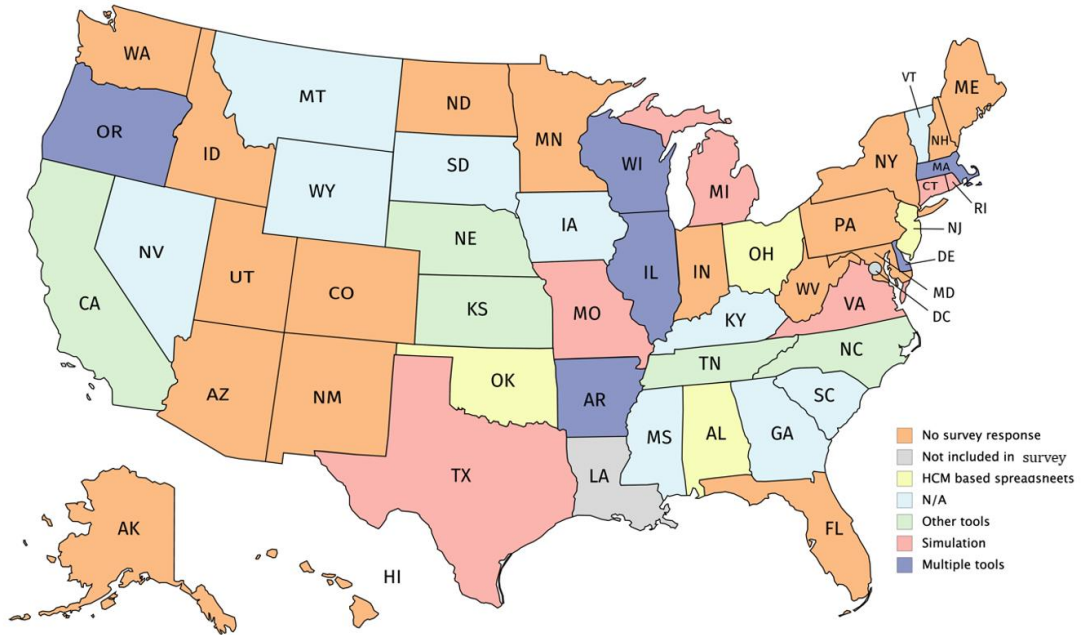 WA
MT
ND
MN
OR
ID
WY
SD
WI
MI
VT
ME
NH
NY
MA
CT
RI
NV
UT
CO
NE
IA
IL
IN
OH
PA
NJ
DE
MD
DC
WV
VA
CA
KS
MO
KY
TN
NC
AZ
NM
OK
AR
SC
MS
AL
GA
TX
LA
FL
AK
HI
No survey response
Not included in survey
HCM based spreadsneets
N/A
Other tools
Simulation
Multiple tools